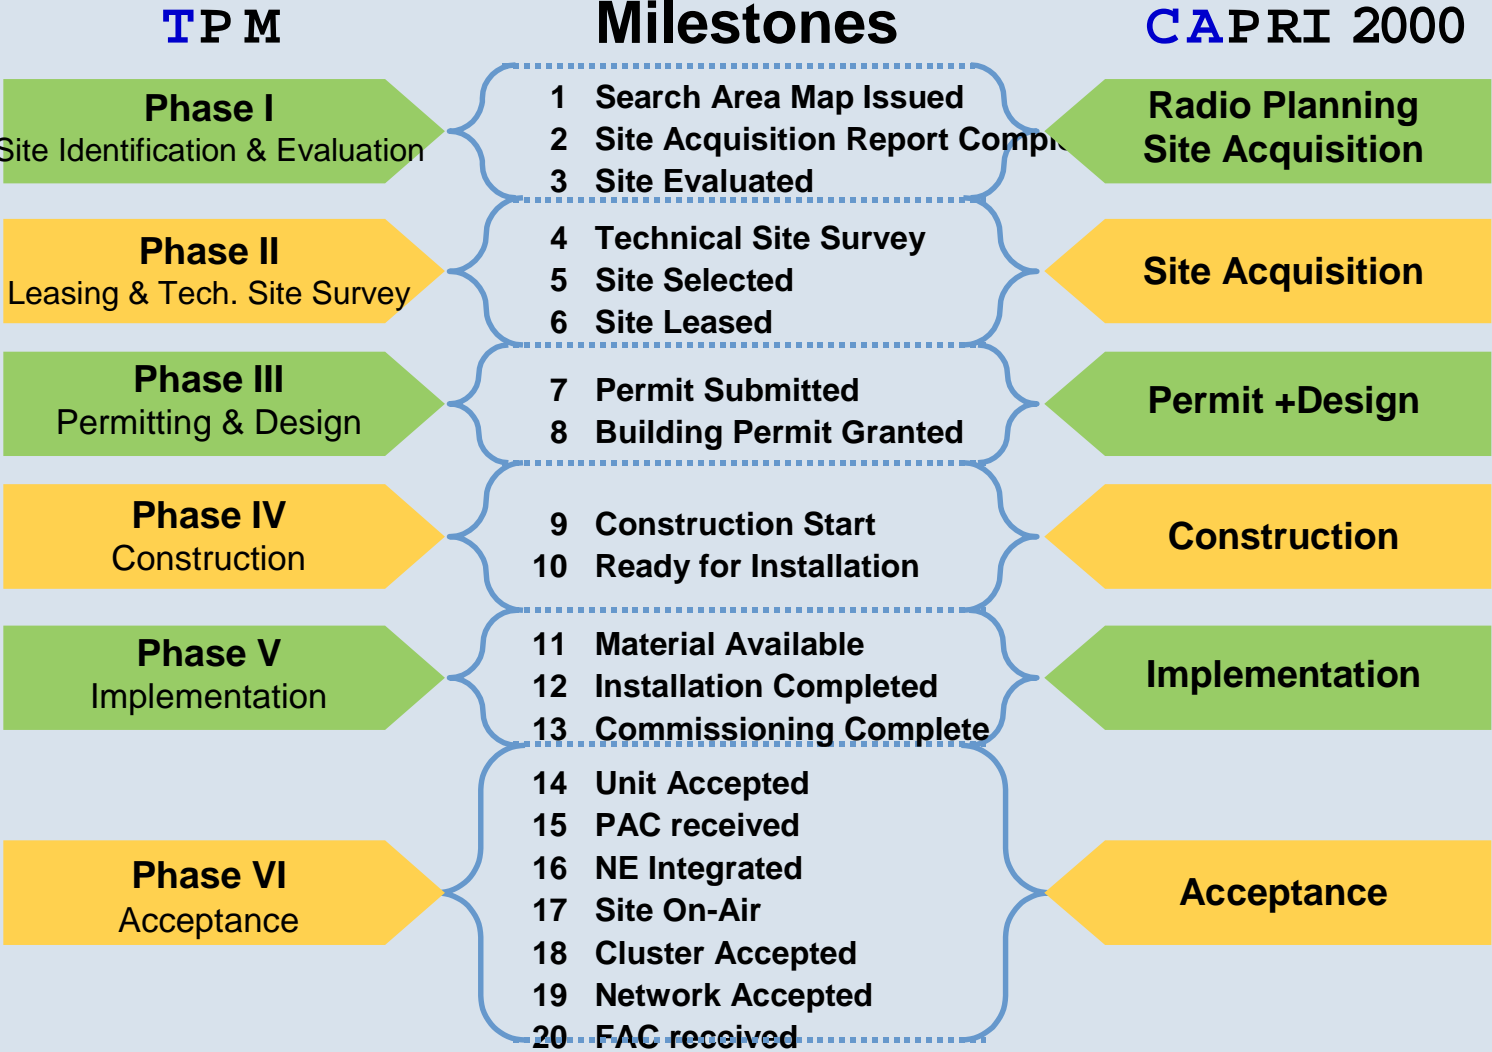 TPM
Milestones
CAPRI 2000
Phase I
Site Identification & Evaluation
1 Search Area Map Issued
2 Site Acquisition Report
3 Site Evaluated
Radio Planning
Site Acquisition
Phase II
Leasing & Tech. Site Survey
4 Technical Site Survey
5 Site Selected
6 Site Leased
Site Acquisition
Phase III
Permitting & Design
7 Permit Submitted
8 Building Permit Granted
Permit +Design
Phase IV
Construction
9 Construction Start
10 Ready for Installation
Construction
Phase V
Implementation
11 Material Available
12 Installation Completed
13 Commissioning Complete
Implementation
Phase VI
Acceptance
14 Unit Accepted
15 PAC received
16 NE Integrated
17 Site On-Air
18 Cluster Accepted
19 Network Accepted
20 FAC received
Acceptance